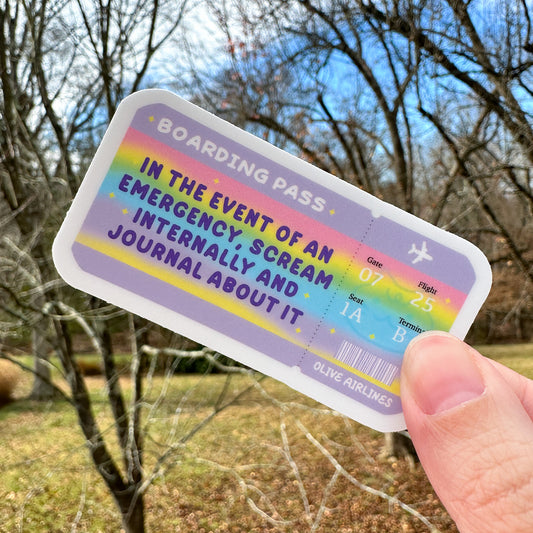 BOARDING PASS
IN THE EVENT OF AN
EMERGENCY, SCREAM
INTERNALLY AND
JOURNAL ABOUT IT
Gate
07
Flight
25
Seat
1A
Termin
B
OLIVE AIRLINES